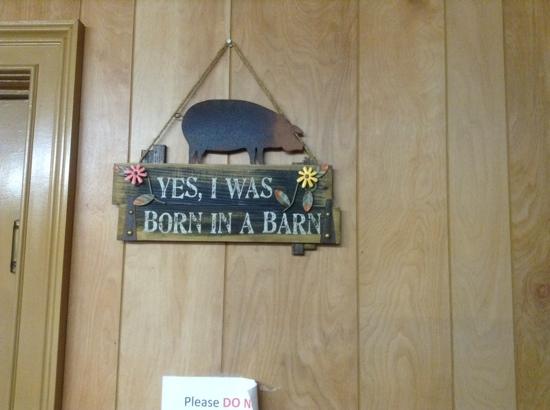 YES, I WAS
BORN IN A BARN
Please DO